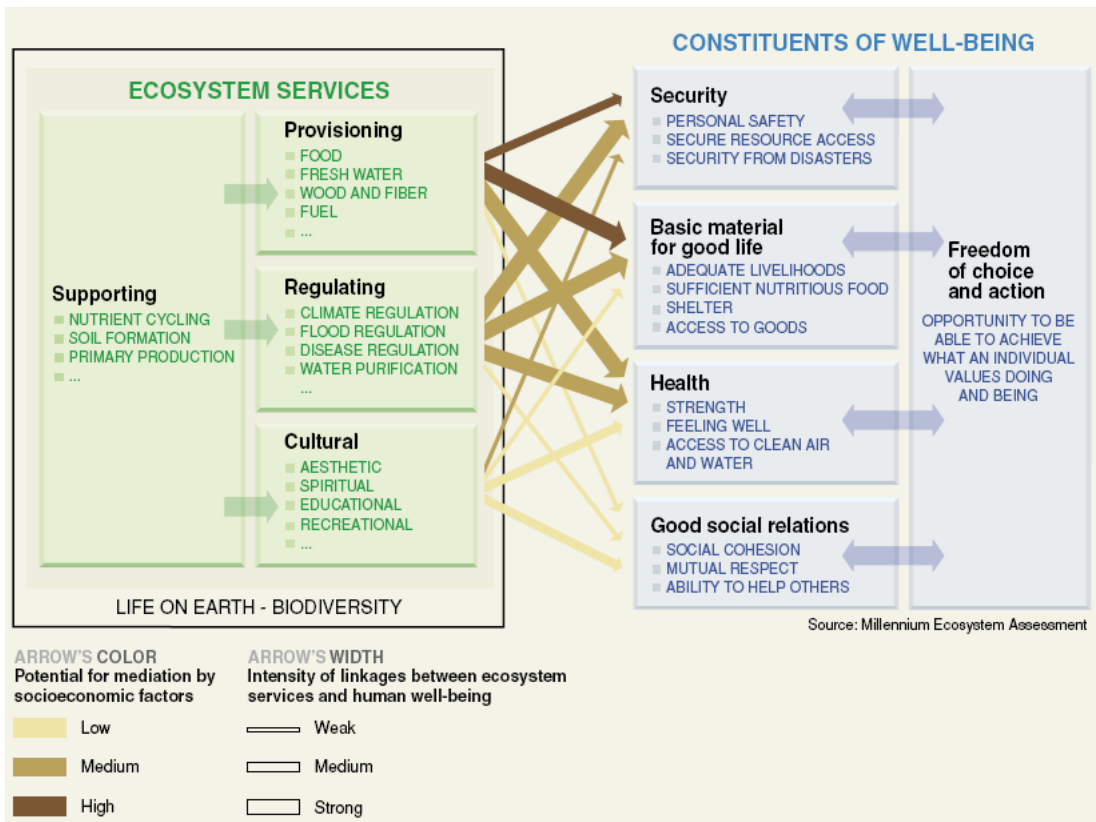 CONSTITUENTS OF WELL-BEING
ECOSYSTEM SERVICES
Supporting
NUTRIENT CYCLING
SOIL FORMATION
PRIMARY PRODUCTION
...
Provisioning
FOOD
FRESH WATER
WOOD AND FIBER
FUEL
...
Regulating
CLIMATE REGULATION
FLOOD REGULATION
DISEASE REGULATION
WATER PURIFICATION
...
Cultural
AESTHETIC
SPIRITUAL
EDUCATIONAL
RECREATIONAL
...
LIFE ON EARTH - BIODIVERSITY
Security
PERSONAL SAFETY
SECURE RESOURCE ACCESS
SECURITY FROM DISASTERS
Basic material
for good life
ADEQUATE LIVELIHOODS
SUFFICIENT NUTRITIOUS FOOD
SHELTER
ACCESS TO GOODS
Health
STRENGTH
FEELING WELL
ACCESS TO CLEAN AIR
AND WATER
Good social relations
SOCIAL COHESION
MUTUAL RESPECT
ABILITY TO HELP OTHERS
Freedom
of choice
and action
OPPORTUNITY TO BE
ABLE TO ACHIEVE
WHAT AN INDIVIDUAL
VALUES DOING
AND BEING
Source: Millennium Ecosystem Assessment
ARROW'S COLOR
Potential for mediation by
socioeconomic factors
Low
Medium
High
ARROW'S WIDTH
Intensity of linkages between ecosystem
services and human well-being
Weak
Medium
Strong